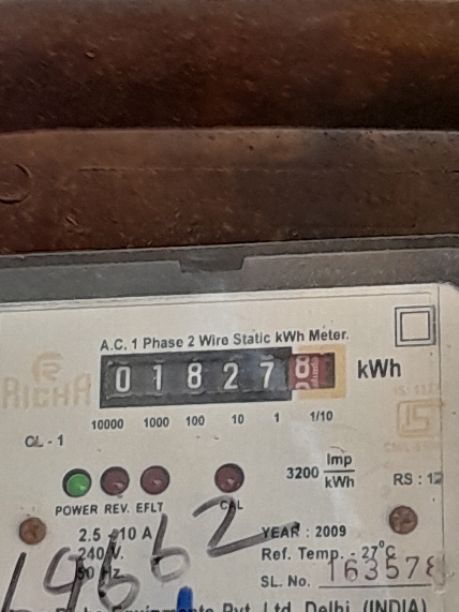 A.C. 1 Phase 2 Wire Static kWh Meter.
RICHA
0 1 8 2 7 8 kWh
10000 1000 100 10 1 1/10
CL - 1
3200 Imp/kWh
RS : 12
POWER REV. EFLT CAL
2.5 - 10 A
YEAR : 2009
240 V.
Ref. Temp. - 27°C
50 Hz.
SL. No. 163578
Pvt. Ltd. Delhi (INDIA)